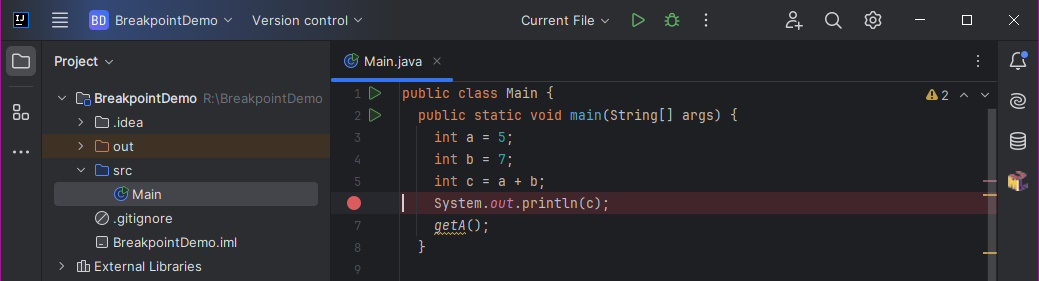 IJ
BD BreakpointDemo Version control Current File
Project
Main.java
BreakpointDemo R:\BreakpointDemo
.idea
out
src
Main
.gitignore
BreakpointDemo.iml
External Libraries
2
1 public class Main {
2 public static void main(String[] args) {
3 int a = 5;
4 int b = 7;
5 int c = a + b;
System.out.println(c);
7 getA();
8 }
9